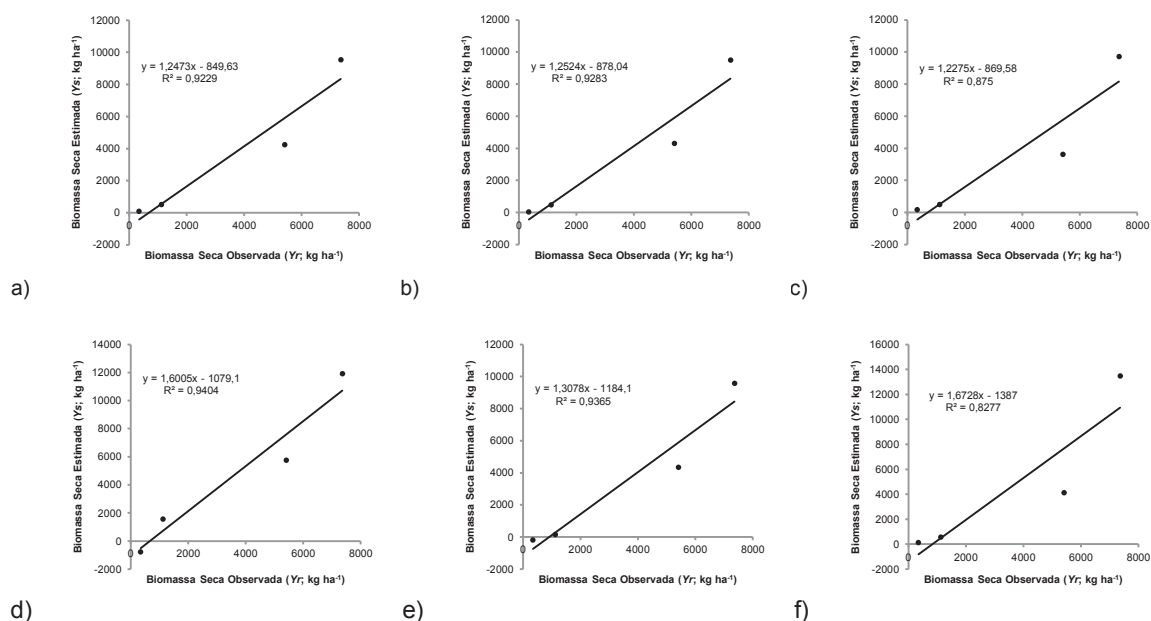 Biomassa Seca Estimada (Ys; kg ha-1)
12000
10000
8000
6000
4000
2000
0
-2000
y = 1,2473x - 849,63
R² = 0,9229
0 2000 4000 6000 8000
Biomassa Seca Observada (Yr; kg ha-1)
a)
Biomassa Seca Estimada (Ys; kg ha-1)
12000
10000
8000
6000
4000
2000
0
-2000
y = 1,2524x - 878,04
R² = 0,9283
0 2000 4000 6000 8000
Biomassa Seca Observada (Yr; kg ha-1)
b)
Biomassa Seca Estimada (Ys; kg ha-1)
12000
10000
8000
6000
4000
2000
0
-2000
y = 1,2275x - 869,58
R² = 0,875
0 2000 4000 6000 8000
Biomassa Seca Observada (Yr; kg ha-1)
c)
Biomassa Seca Estimada (Ys; kg ha-1)
14000
12000
10000
8000
6000
4000
2000
0
-2000
y = 1,6005x - 1079,1
R² = 0,9404
0 2000 4000 6000 8000
Biomassa Seca Observada (Yr; kg ha-1)
d)
Biomassa Seca Estimada (Ys; kg ha-1)
12000
10000
8000
6000
4000
2000
0
-2000
y = 1,3078x - 1184,1
R² = 0,9365
0 2000 4000 6000 8000
Biomassa Seca Observada (Yr; kg ha-1)
e)
Biomassa Seca Estimada (Ys; kg ha-1)
16000
14000
12000
10000
8000
6000
4000
2000
0
-2000
y = 1,6728x - 1387
R² = 0,8277
0 2000 4000 6000 8000
Biomassa Seca Observada (Yr; kg ha-1)
f)